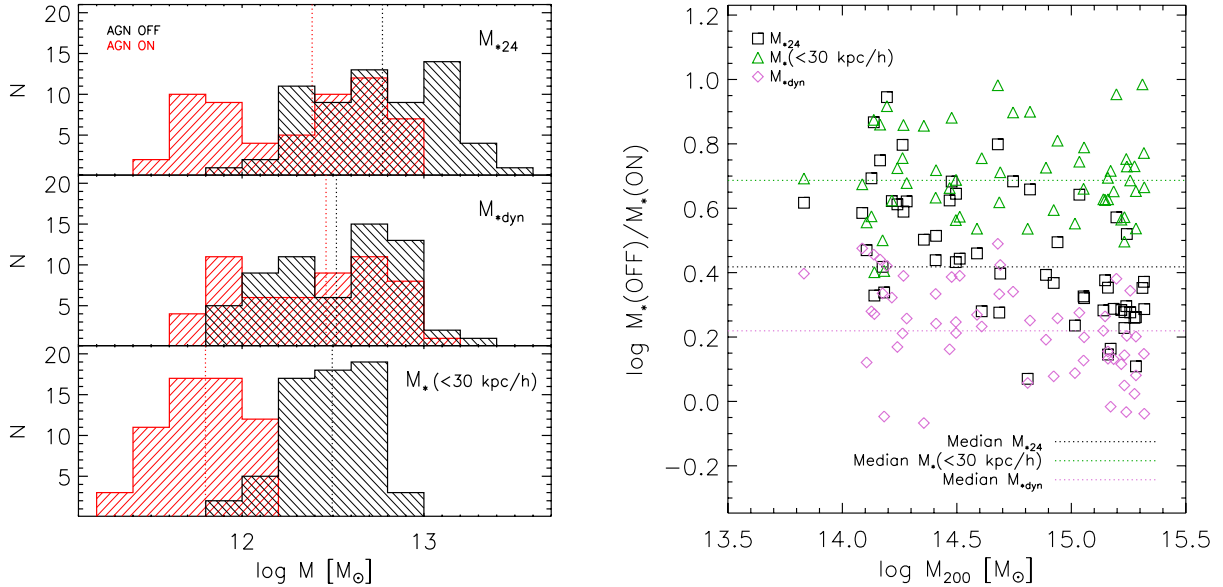 AGN OFF
AGN ON
M*24
20
15
10
5
N
M*dyn
20
15
10
5
N
M*(<30 kpc/h)
20
15
10
5
N
12 13
log M [M⊙]
M*24
M*(<30 kpc/h)
M*dyn
1.2
1.0
0.8
0.6
0.4
0.2
0.0
-0.2
log M*(OFF)/M*(ON)
Median M*24
Median M*(<30 kpc/h)
Median M*dyn
13.5 14.0 14.5 15.0 15.5
log M200 [M⊙]